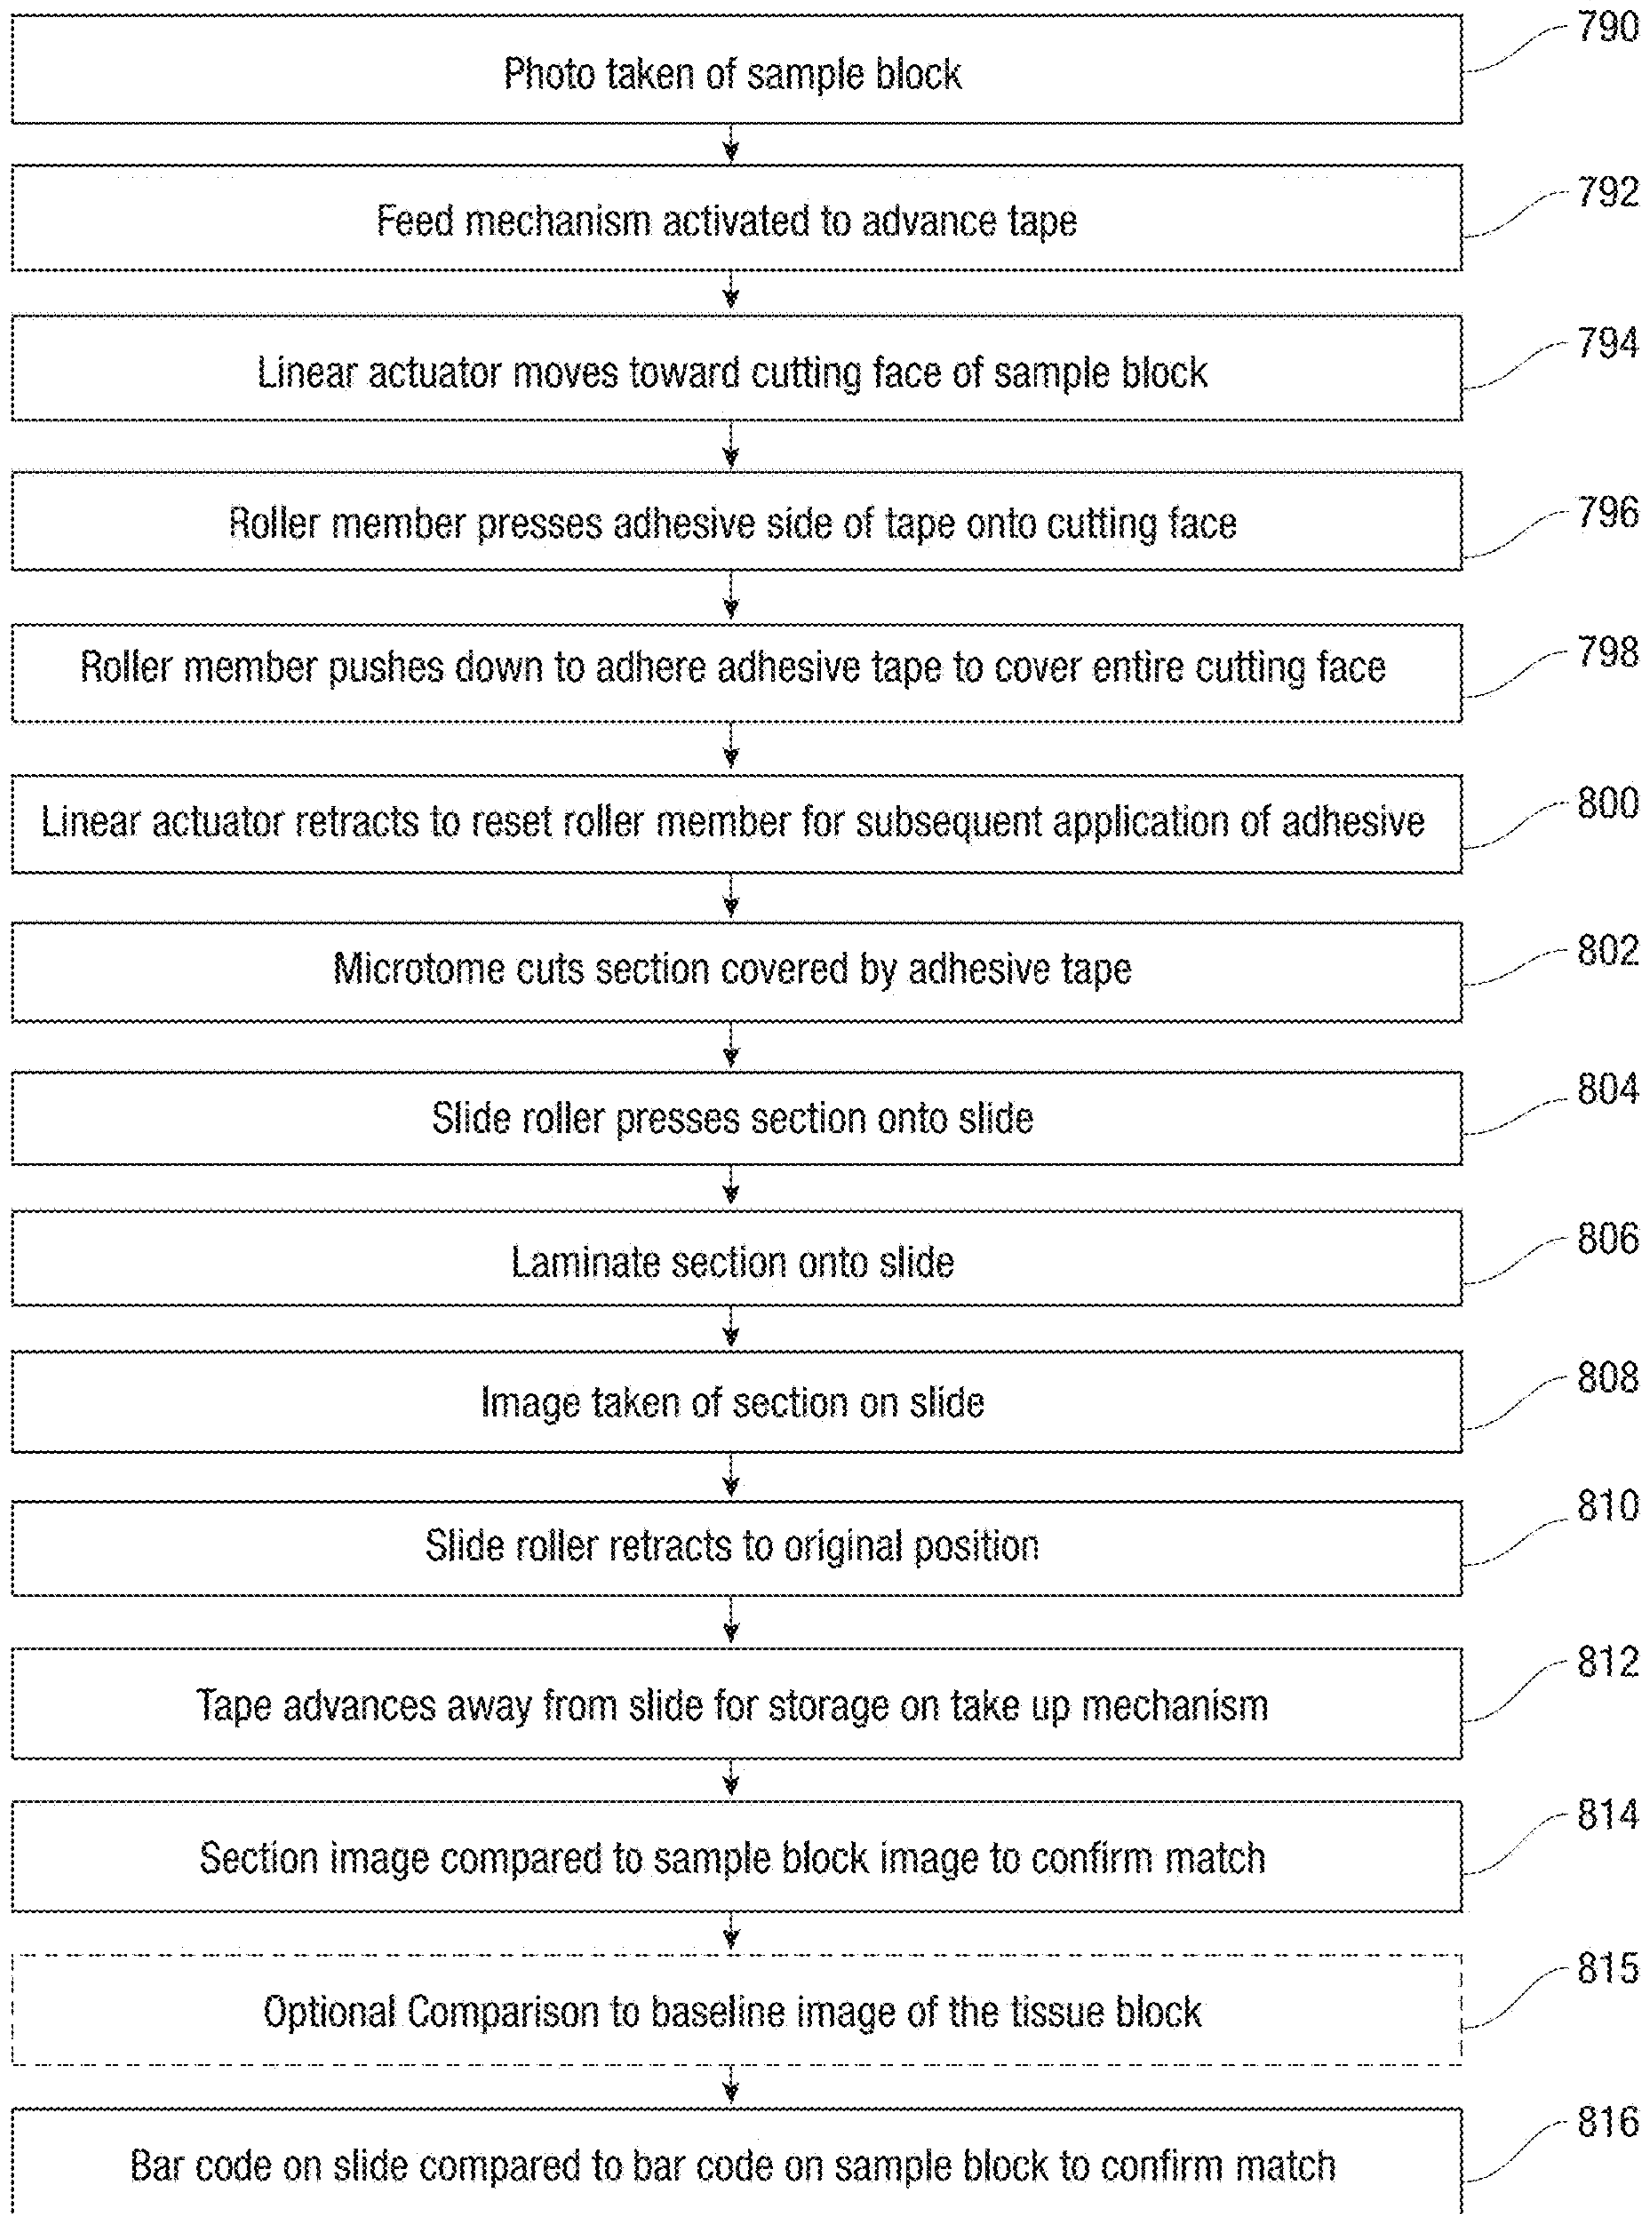 Photo taken of sample block
790
Feed mechanism activated to advance tape
792
Linear actuator moves toward cutting face of sample block
794
Roller member presses adhesive side of tape onto cutting face
796
Roller member pushes down to adhere adhesive tape to cover entire cutting face
798
Linear actuator retracts to reset roller member for subsequent application of adhesive
800
Microtome cuts section covered by adhesive tape
802
Slide roller presses section onto slide
804
Laminate section onto slide
806
Image taken of section on slide
808
Slide roller retracts to original position
810
Tape advances away from slide for storage on take up mechanism
812
Section image compared to sample block image to confirm match
814
Optional Comparison to baseline image of the tissue block
815
Bar code on slide compared to bar code on sample block to confirm match
816